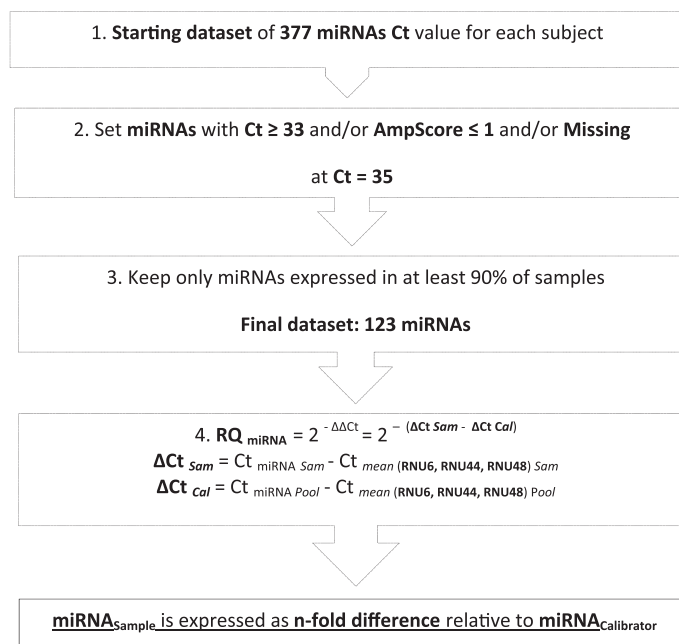 1. Starting dataset of 377 miRNAs Ct value for each subject
2. Set miRNAs with Ct ≥ 33 and/or AmpScore ≤ 1 and/or Missing
at Ct = 35
3. Keep only miRNAs expressed in at least 90% of samples
Final dataset: 123 miRNAs
4. RQ miRNA = 2 - ΔΔCt = 2 – (ΔCt Sam - ΔCt Cal)
ΔCt Sam = Ct miRNA Sam - Ct mean (RNU6, RNU44, RNU48) Sam
ΔCt Cal = Ct miRNA Pool - Ct mean (RNU6, RNU44, RNU48) Pool
miRNASample is expressed as n-fold difference relative to miRNACalibrator